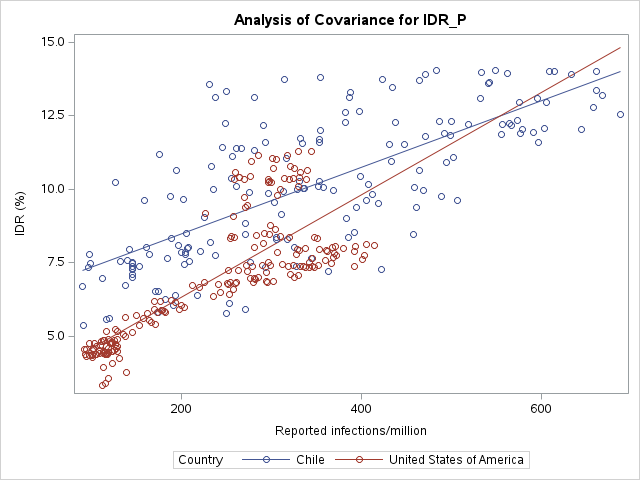 Analysis of Covariance for IDR_P
15.0
12.5
10.0
7.5
5.0
IDR (%)
200 400 600
Reported infections/million
Country Chile United States of America